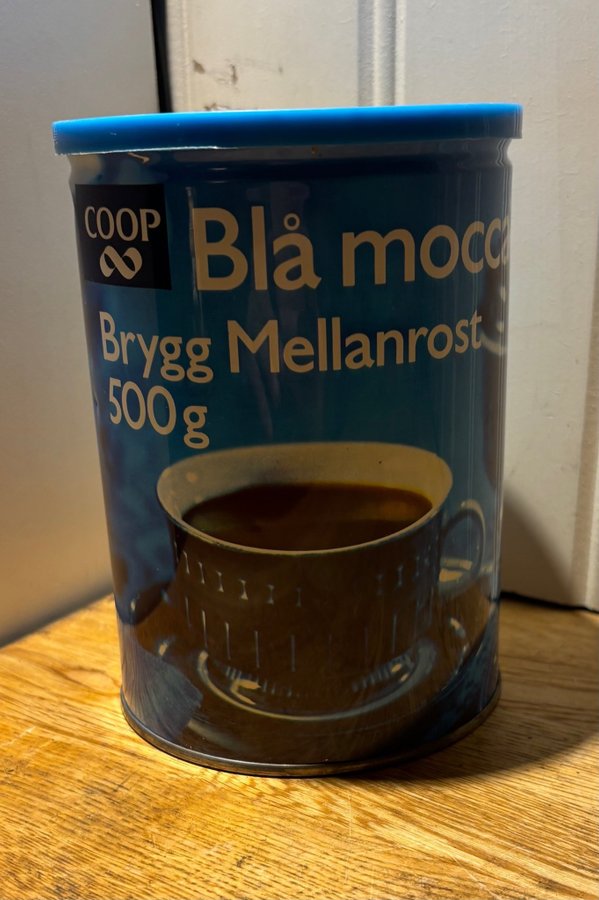 COOP
Blå mocca
Brygg Mellanrost
500 g